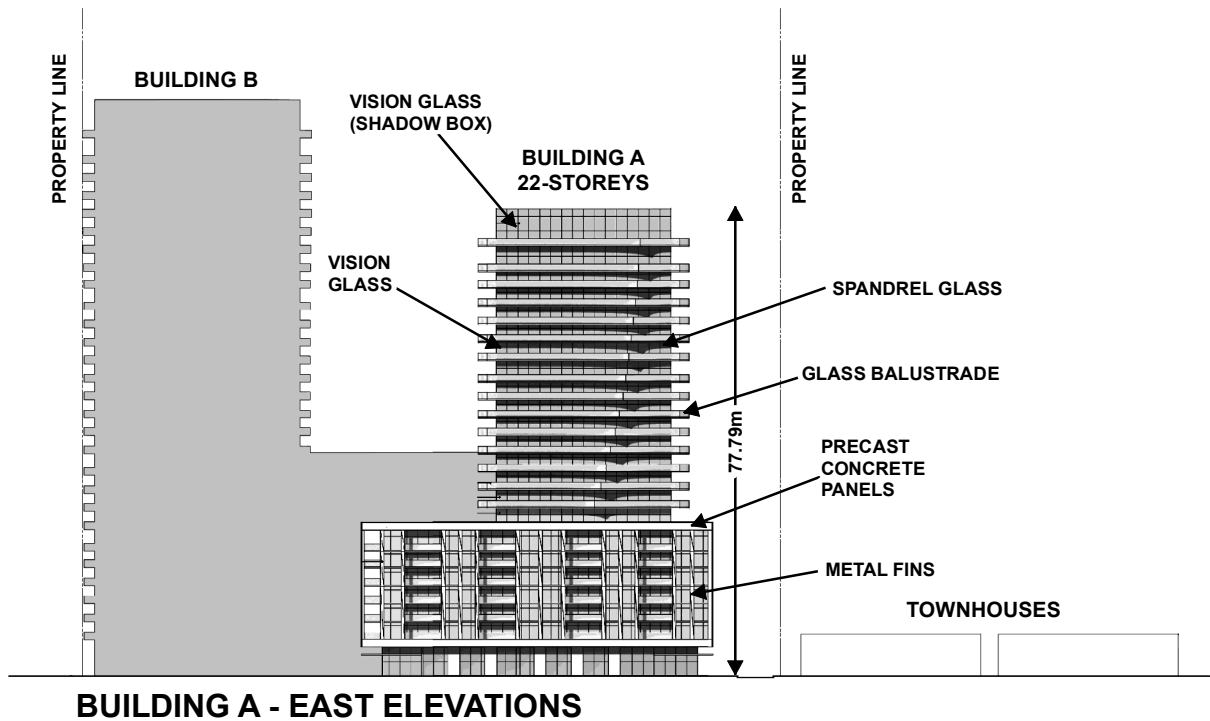 PROPERTY LINE
BUILDING B
VISION GLASS
(SHADOW BOX)
BUILDING A
22-STOREYS
PROPERTY LINE
VISION
GLASS
SPANDREL GLASS
GLASS BALUSTRADE
77.79m
PRECAST
CONCRETE
PANELS
METAL FINS
TOWNHOUSES
BUILDING A - EAST ELEVATIONS